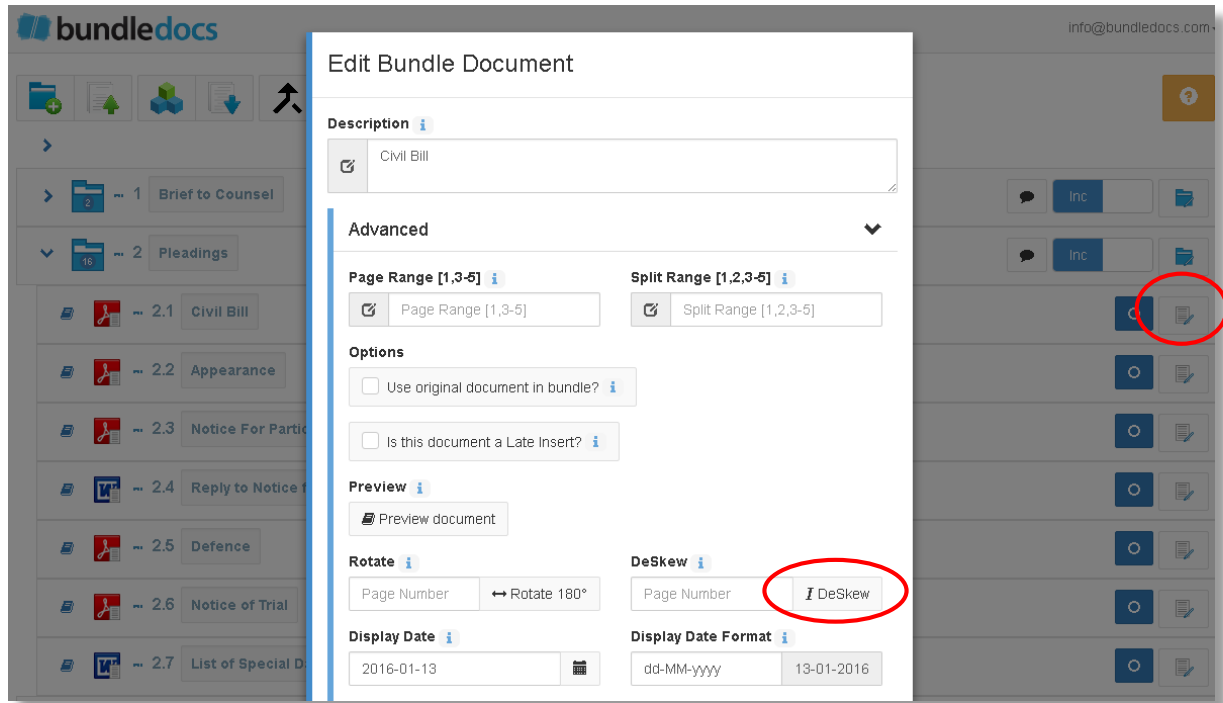 bundledocs
info@bundledocs.com
Edit Bundle Document
Description i
Civil Bill
2 1 Brief to Counsel
Inc
Advanced
16 2 Pleadings
Inc
Page Range [1,3-5] i Split Range [1,2,3-5] i
Page Range [1,3-5] Split Range [1,2,3-5]
2.1 Civil Bill
Options
2.2 Appearance
Use original document in bundle? i
2.3 Notice For Partic
Is this document a Late Insert? i
2.4 Reply to Notice f
Preview i
Preview document
2.5 Defence
Rotate i DeSkew i
Page Number Rotate 180° Page Number I DeSkew
2.6 Notice of Trial
Display Date i Display Date Format i
2016-01-13 dd-MM-yyyy 13-01-2016
2.7 List of Special D